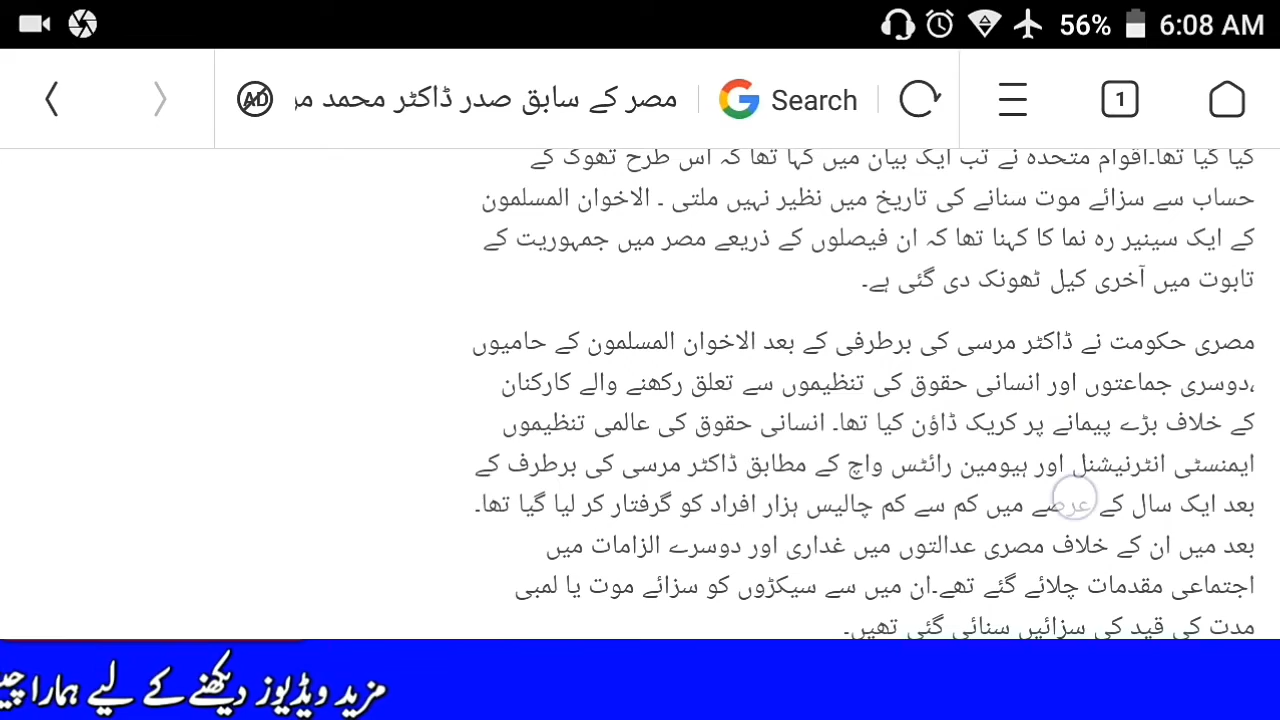 56% 6:08 AM
مصر کے سابق صدر ڈاکٹر محمد مر
Search
1
AD
کیا گیا تھا۔اقوام متحدہ نے تب ایک بیان میں کہا تھا کہ اس طرح تھوک کے
حساب سے سزائے موت سنانے کی تاریخ میں نظیر نہیں ملتی ۔ الاخوان المسلمون
کے ایک سینیر رہ نما کا کہنا تھا کہ ان فیصلوں کے ذریعے مصر میں جمہوریت کے
تابوت میں آخری کیل ٹھونک دی گئی ہے۔
مصری حکومت نے ڈاکٹر مرسی کی برطرفی کے بعد الاخوان المسلمون کے حامیوں
،دوسری جماعتوں اور انسانی حقوق کی تنظیموں سے تعلق رکھنے والے کارکنان
کے خلاف بڑے پیمانے پر کریک ڈاؤن کیا تھا۔ انسانی حقوق کی عالمی تنظیموں
ایمنسٹی انٹرنیشنل اور ہیومین رائٹس واچ کے مطابق ڈاکٹر مرسی کی برطرف کے
بعد ایک سال کے عرصے میں کم سے کم چالیس ہزار افراد کو گرفتار کر لیا گیا تھا۔
بعد میں ان کے خلاف مصری عدالتوں میں غداری اور دوسرے الزامات میں
اجتماعی مقدمات چلائے گئے تھے۔ان میں سے سیکڑوں کو سزائے موت یا لمبی
مدت کی قید کی سزائیں سنائی گئی تھیں۔
مزید ویڈیوز دیکھنے کے لیے ہمارا چی